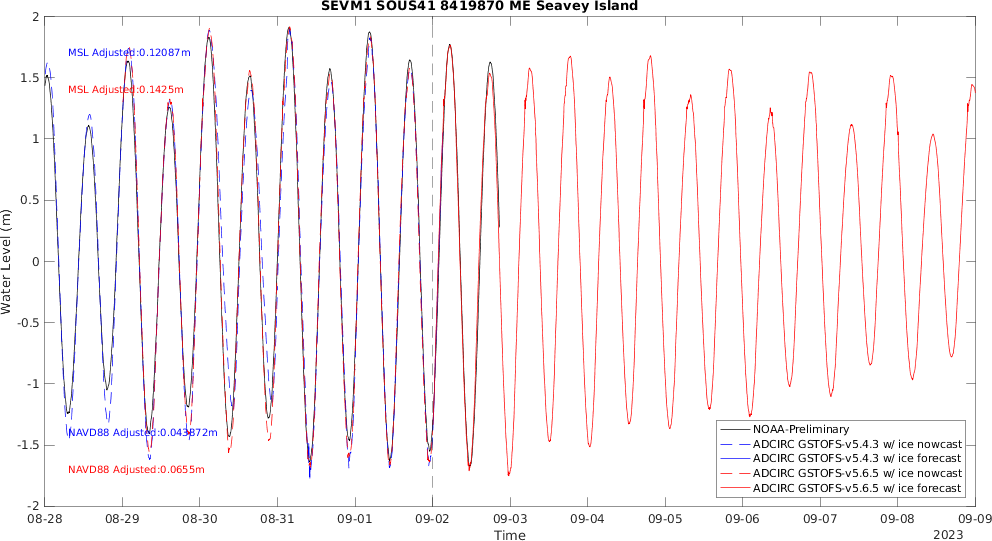 SEVM1 SOUS41 8419870 ME Seavey Island
MSL Adjusted:0.12087m
MSL Adjusted:0.1425m
NAVD88 Adjusted:0.043872m
NAVD88 Adjusted:0.0655m
Water Level (m)
2
1.5
1
0.5
0
-0.5
-1
-1.5
-2
NOAA-Preliminary
ADCIRC GSTOFS-v5.4.3 w/ ice nowcast
ADCIRC GSTOFS-v5.4.3 w/ ice forecast
ADCIRC GSTOFS-v5.6.5 w/ ice nowcast
ADCIRC GSTOFS-v5.6.5 w/ ice forecast
08-28 08-29 08-30 08-31 09-01 09-02 09-03 09-04 09-05 09-06 09-07 09-08 09-09
Time
2023